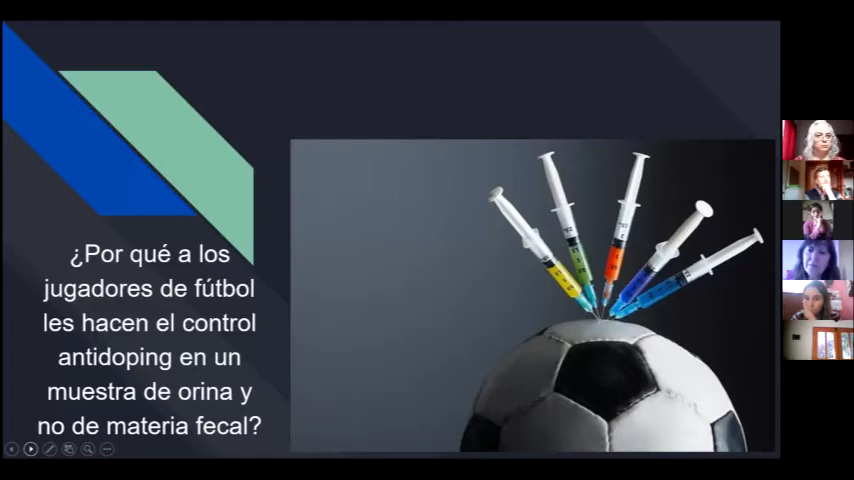 ¿Por qué a los
jugadores de fútbol
les hacen el control
antidoping en un
muestra de orina y
no de materia fecal?